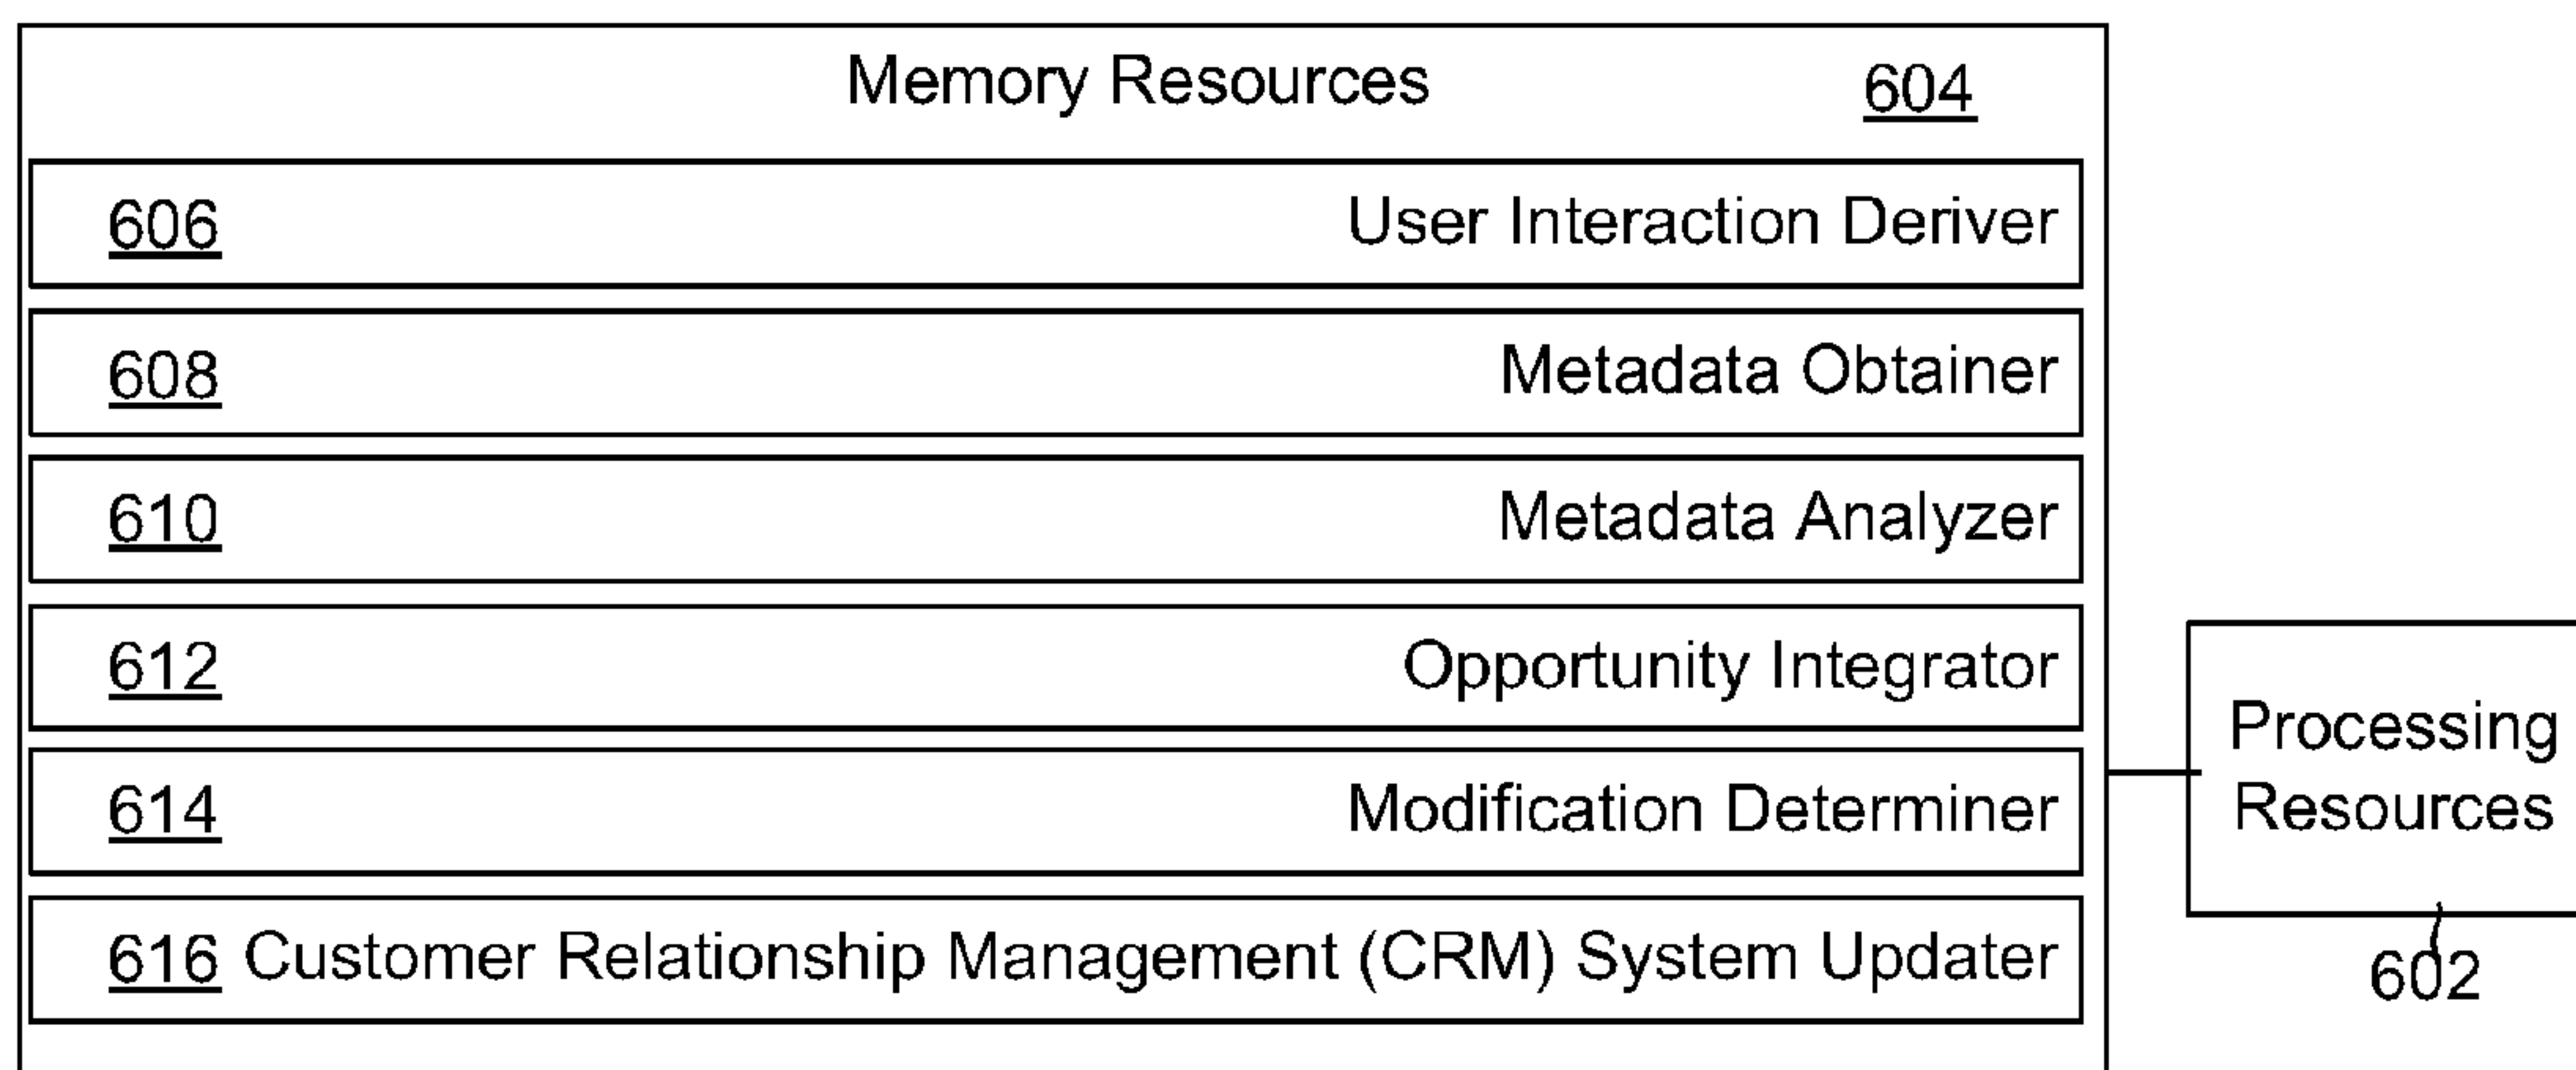 Memory Resources 604
606 User Interaction Deriver
608 Metadata Obtainer
610 Metadata Analyzer
612 Opportunity Integrator
614 Modification Determiner
616 Customer Relationship Management (CRM) System Updater
Processing
Resources
602